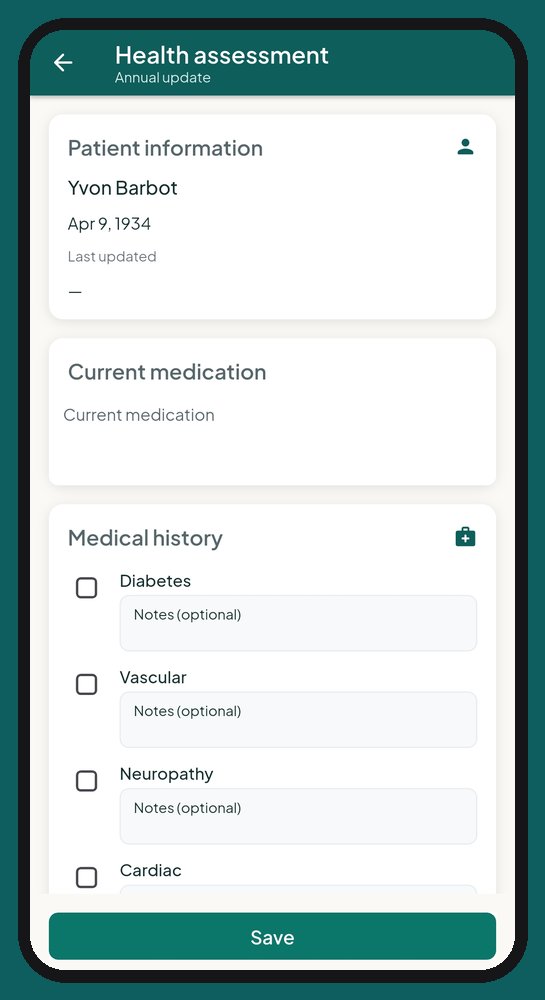 Health assessment
Annual update
Patient information
Yvon Barbot
Apr 9, 1934
Last updated
—
Current medication
Current medication
Medical history
Diabetes
Notes (optional)
Vascular
Notes (optional)
Neuropathy
Notes (optional)
Cardiac
Save